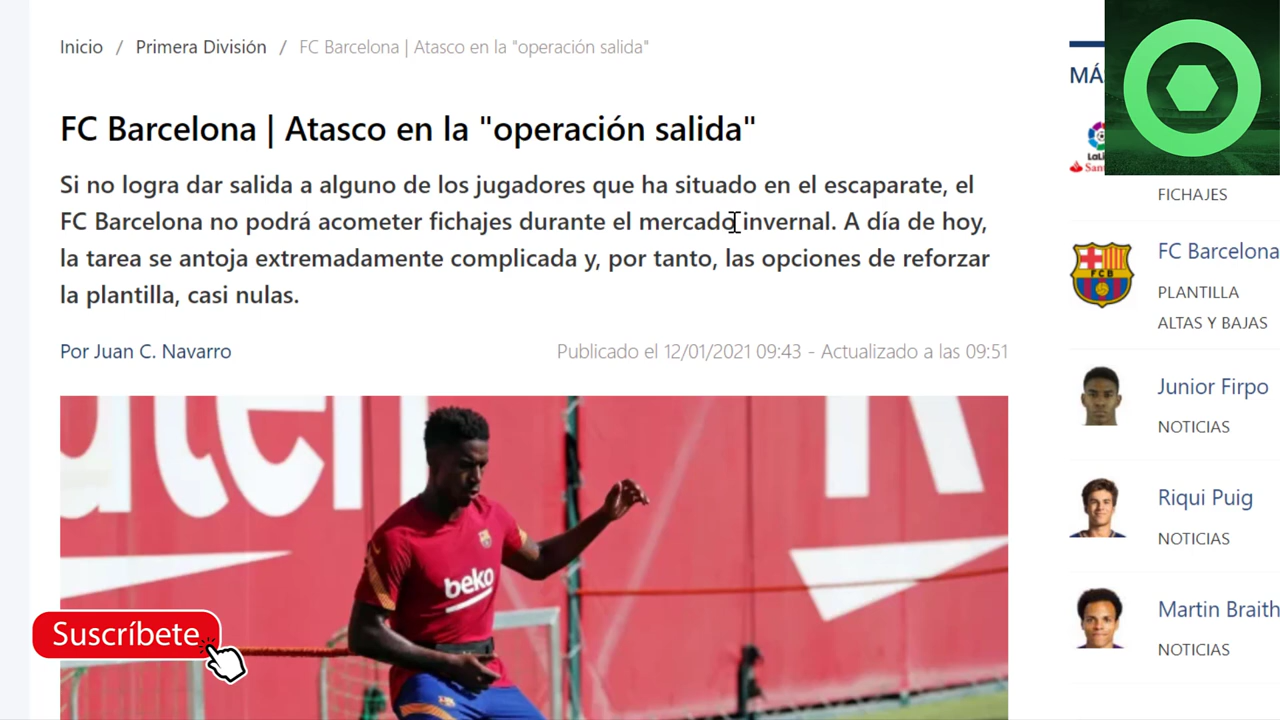 Inicio / Primera División / FC Barcelona | Atasco en la "operación salida"
FC Barcelona | Atasco en la "operación salida"
Si no logra dar salida a alguno de los jugadores que ha situado en el escaparate, el
FC Barcelona no podrá acometer fichajes durante el mercado invernal. A día de hoy,
la tarea se antoja extremadamente complicada y, por tanto, las opciones de reforzar
la plantilla, casi nulas.
Por Juan C. Navarro
Publicado el 12/01/2021 09:43 - Actualizado a las 09:51
beko
Suscríbete
MÁ
FICHAJES
FC Barcelona
PLANTILLA
ALTAS Y BAJAS
Junior Firpo
NOTICIAS
Riqui Puig
NOTICIAS
Martin Braith
NOTICIAS